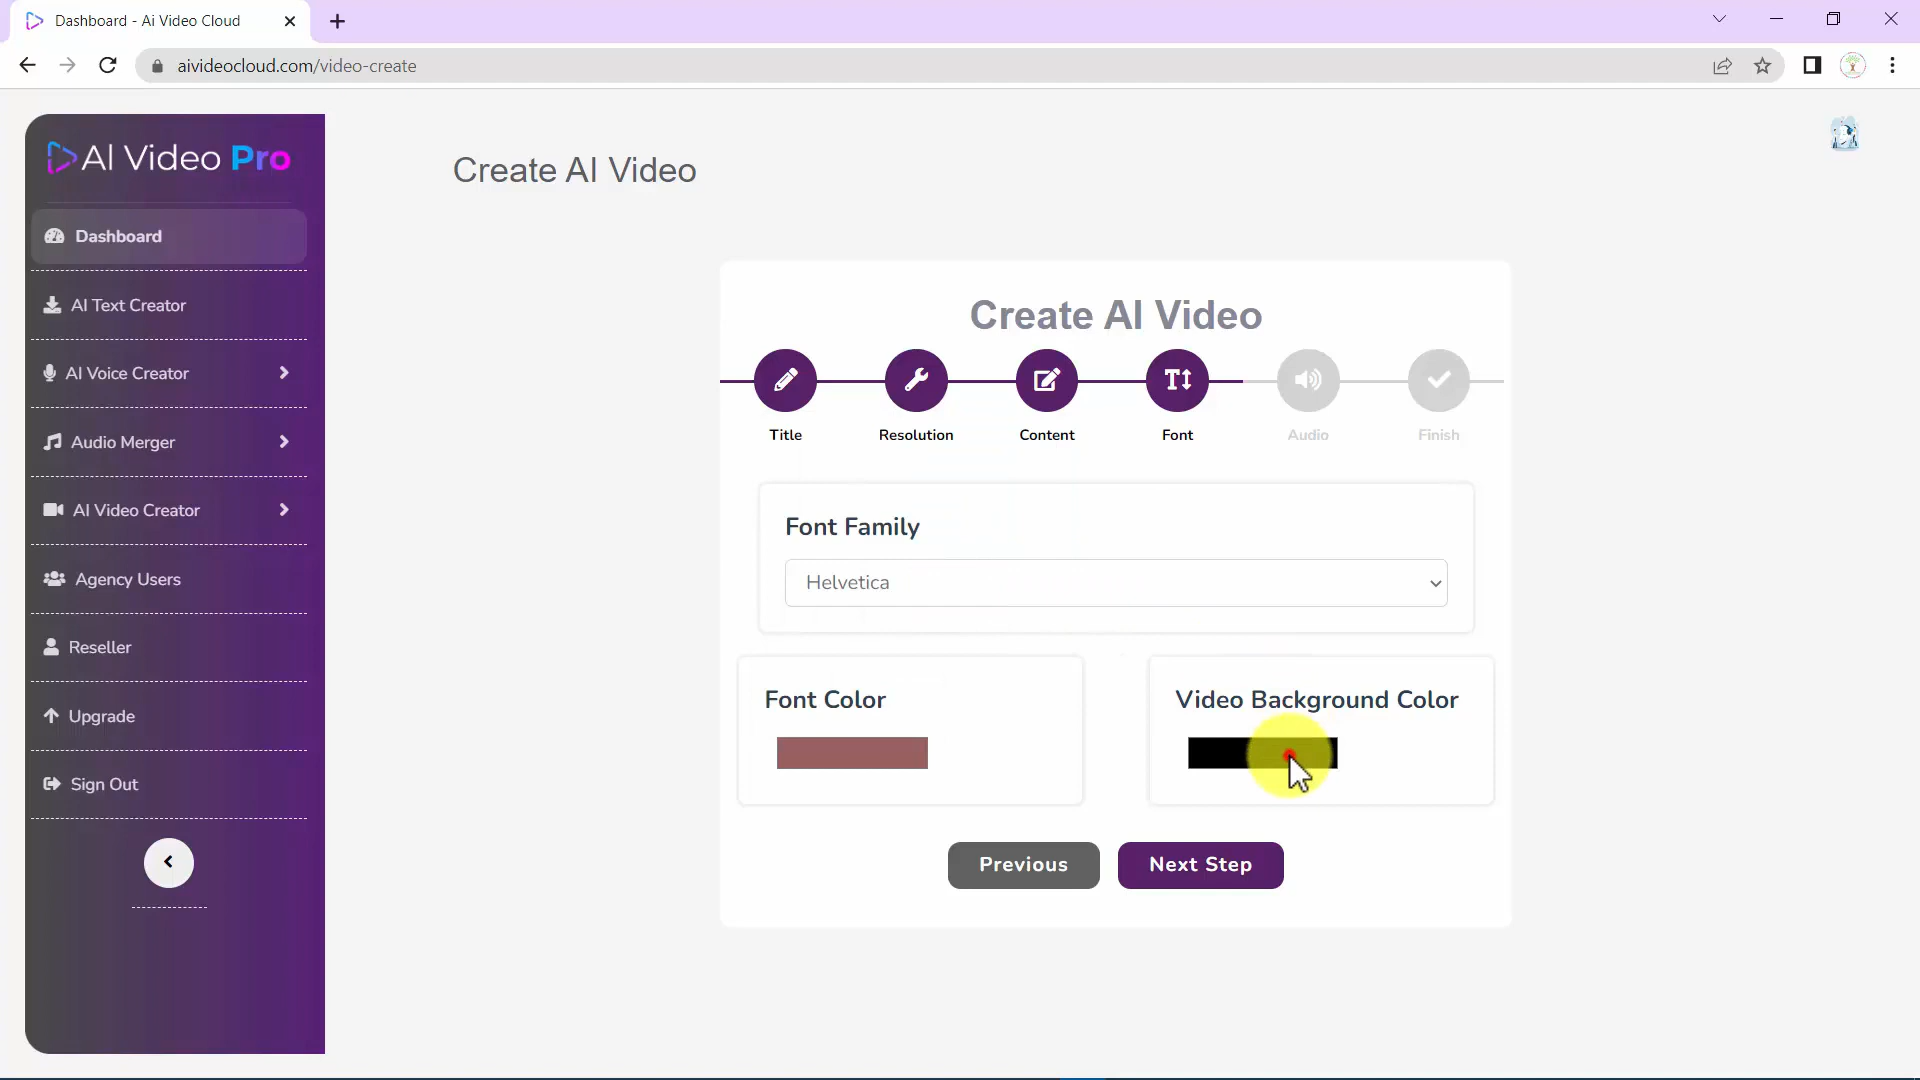 Dashboard - Ai Video Cloud
aivideocloud.com/video-create
AI Video Pro
Dashboard
AI Text Creator
AI Voice Creator
Audio Merger
AI Video Creator
Agency Users
Reseller
Upgrade
Sign Out
Create AI Video
Create AI Video
Title
Resolution
Content
Font
Audio
Finish
Font Family
Helvetica
Font Color
Video Background Color
Previous
Next Step